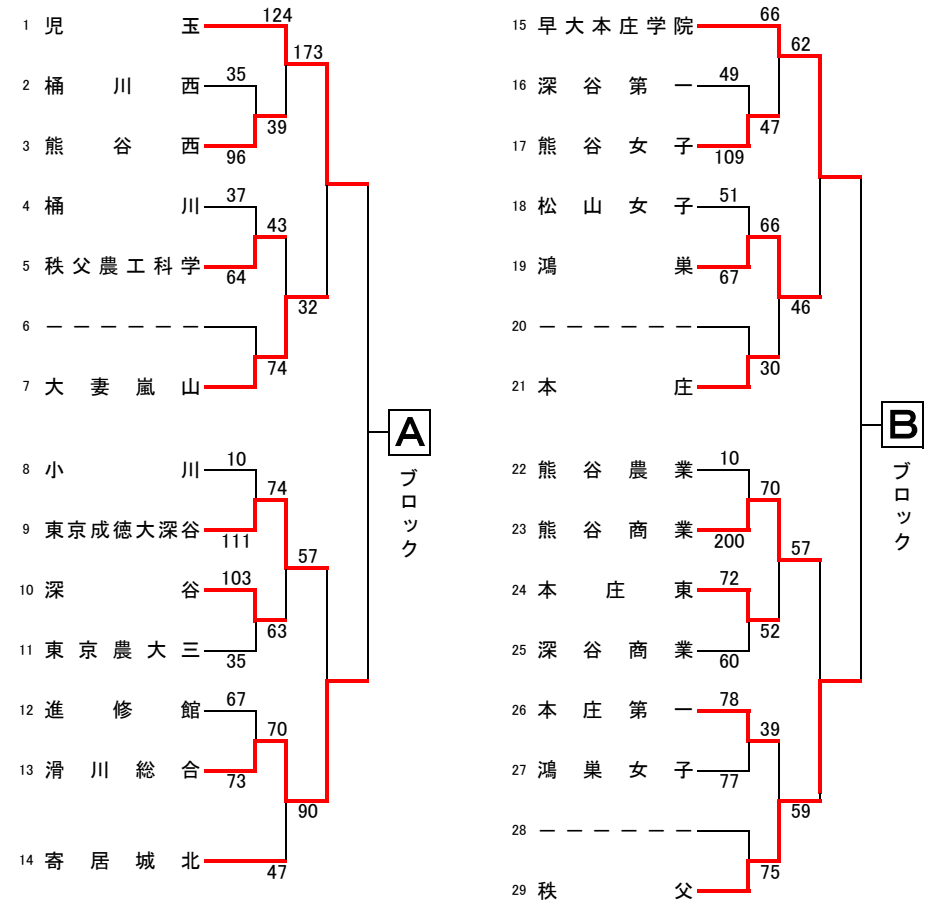 1 児玉 124
173
2 桶川西 35
39
3 熊谷西 96
4 桶川 37
43
5 秩父農工科学 64
32
6 ーーーーーー
74
7 大妻嵐山
A
ブロック
8 小川 10
74
9 東京成徳大深谷 111
57
10 深谷 103
63
11 東京農大三 35
12 進修館 67
70
13 滑川総合 73
90
14 寄居城北 47
15 早大本庄学院 66
62
16 深谷第一 49
47
17 熊谷女子 109
18 松山女子 51
66
19 鴻巣 67
46
20 ーーーーー
30
21 本庄
B
ブロック
22 熊谷農業 10
70
23 熊谷商業 200
57
24 本庄東 72
52
25 深谷商業 60
26 本庄第一 78
39
27 鴻巣女子 77
59
28 ーーーーー
75
29 秩父